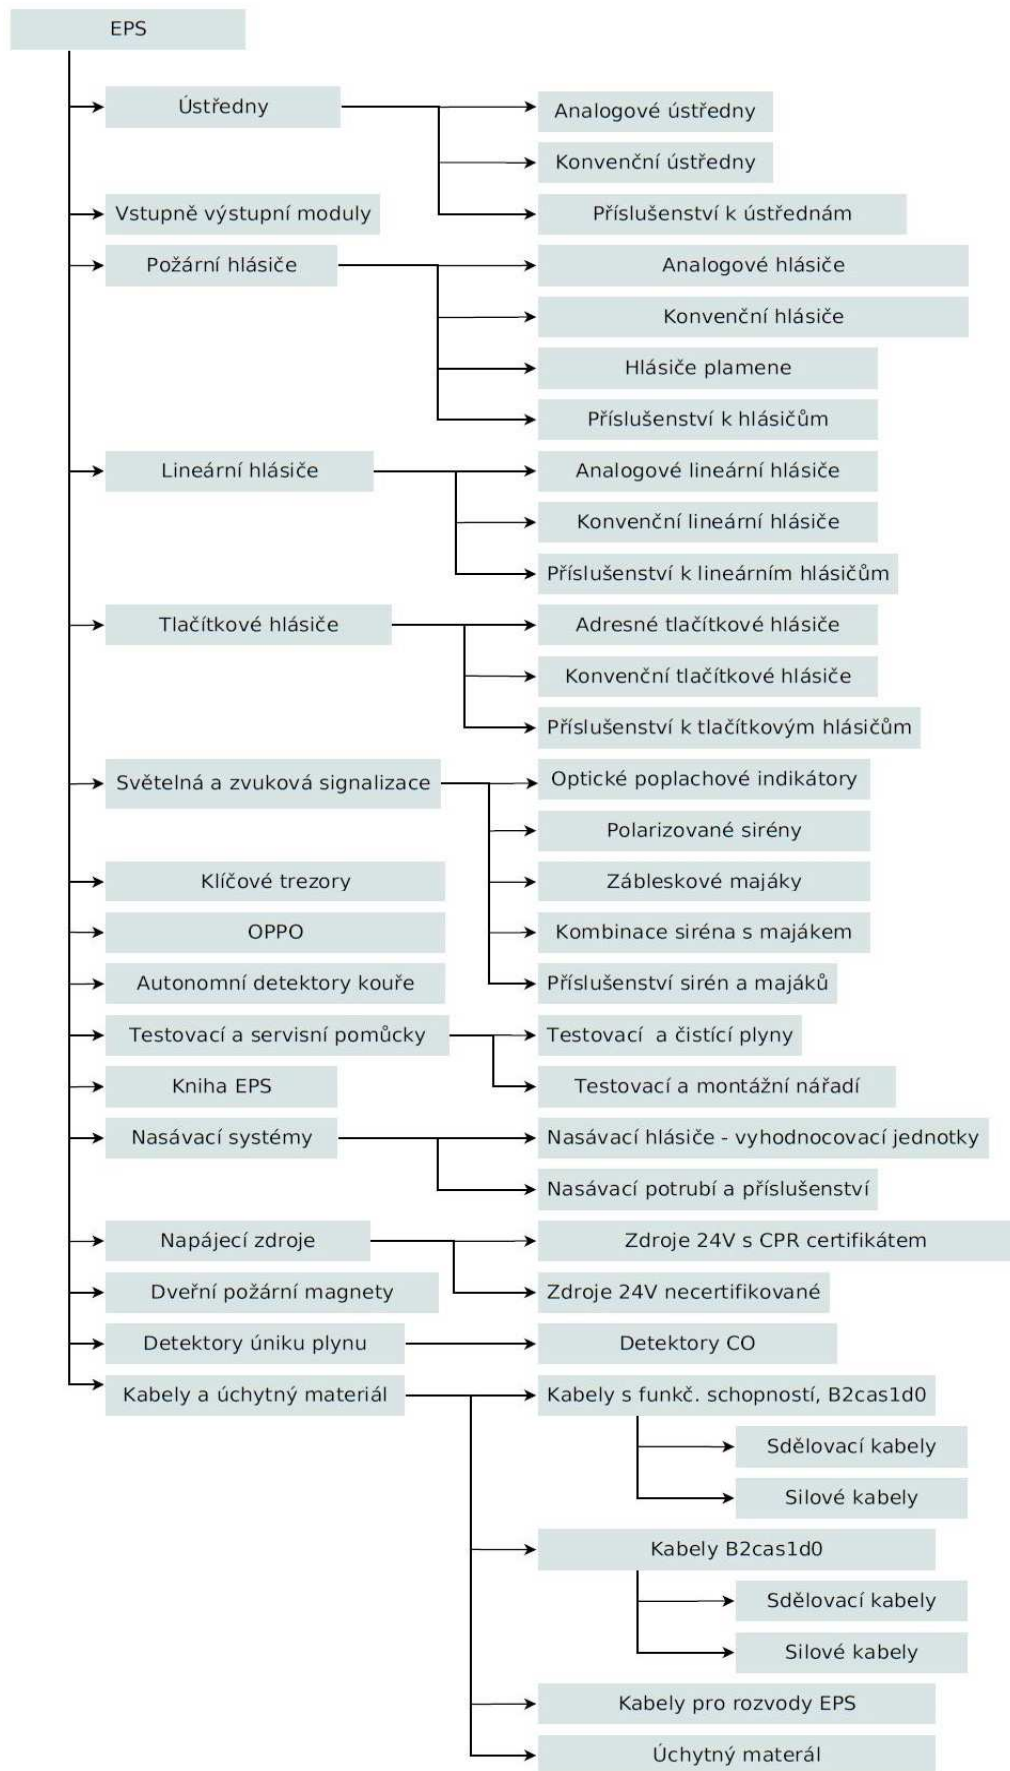 EPS
Ústředny
Analogové ústředny
Konvenční ústředny
Příslušenství k ústřednám
Vstupně výstupní moduly
Požární hlásiče
Analogové hlásiče
Konvenční hlásiče
Hlásiče plamene
Příslušenství k hlásičům
Lineární hlásiče
Analogové lineární hlásiče
Konvenční lineární hlásiče
Příslušenství k lineárním hlásičům
Tlačítkové hlásiče
Adresné tlačítkové hlásiče
Konvenční tlačítkové hlásiče
Příslušenství k tlačítkovým hlásičům
Světelná a zvuková signalizace
Optické poplachové indikátory
Polarizované sirény
Zábleskové majáky
Kombinace siréna s majákem
Příslušenství sirén a majáků
Klíčové trezory
OPPO
Autonomní detektory kouře
Testovací a servisní pomůcky
Testovací a čistící plyny
Testovací a montážní nářadí
Kniha EPS
Nasávací systémy
Nasávací hlásiče - vyhodnocovací jednotky
Nasávací potrubí a příslušenství
Napájecí zdroje
Zdroje 24V s CPR certifikátem
Zdroje 24V necertifikované
Dveřní požární magnety
Detektory úniku plynu
Detektory CO
Kabely a úchytný materiál
Kabely s funkč. schopností, B2cas1d0
Sdělovací kabely
Silové kabely
Kabely B2cas1d0
Sdělovací kabely
Silové kabely
Kabely pro rozvody EPS
Úchytný materál